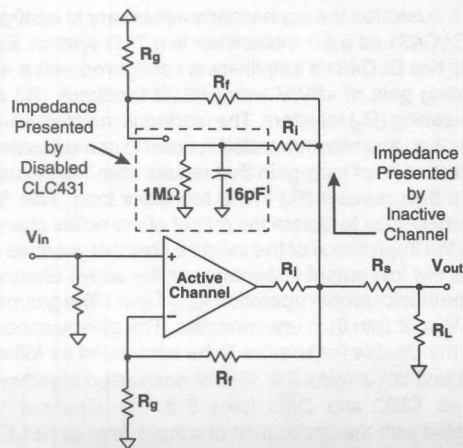 Rg
Rf
Impedance
Presented
by
Disabled
CLC431
Ri
1MΩ
16pF
Impedance
Presented
by
Inactive
Channel
Vin
+
Active
Channel
-
Ri
Rs
Vout
RL
Rf
Rg